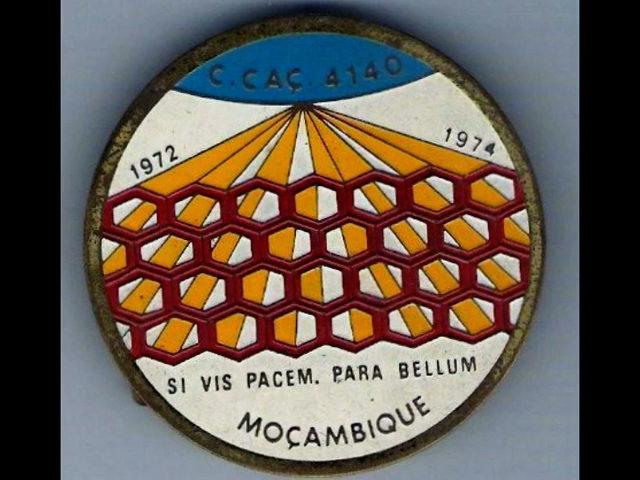 C. CAÇ. 4140
1972
1974
SI VIS PACEM. PARA BELLUM
MOÇAMBIQUE